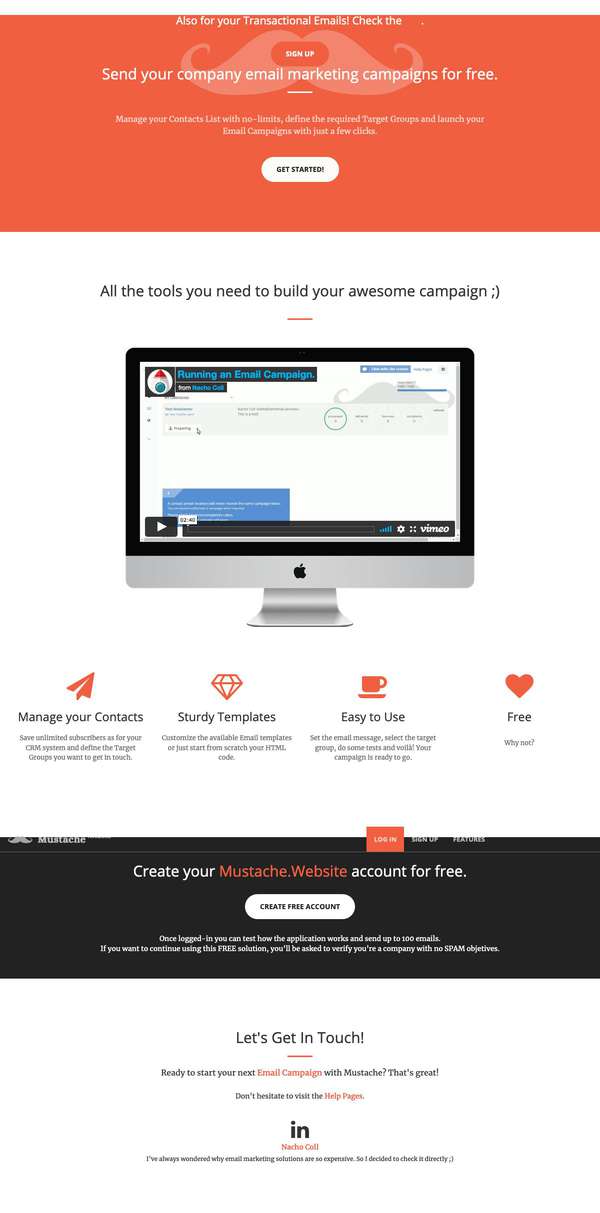 Also for your Transactional Emails! Check the .
SIGN UP
Send your company email marketing campaigns for free.
Manage your Contacts List with no-limits, define the required Target Groups and launch your
Email Campaigns with just a few clicks.
GET STARTED!
All the tools you need to build your awesome campaign ;)
Running an Email Campaign.
from Nacho Coll
Help Pages
Preparing
02:40
vimeo
Manage your Contacts
Save unlimited subscribers as for your
CRM system and define the Target
Groups you want to get in touch.
Sturdy Templates
Customize the available Email templates
or just start from scratch your HTML
code.
Easy to Use
Set the email message, select the target
group, do some tests and voilà! Your
campaign is ready to go.
Free
Why not?
Mustache
LOG IN
SIGN UP
FEATURES
Create your Mustache.Website account for free.
CREATE FREE ACCOUNT
Once logged-in you can test how the application works and send up to 100 emails.
If you want to continue using this FREE solution, you'll be asked to verify you're a company with no SPAM objetives.
Let's Get In Touch!
Ready to start your next Email Campaign with Mustache? That's great!
Don't hesitate to visit the Help Pages.
in
Nacho Coll
I've always wondered why email marketing solutions are so expensive. So I decided to check it directly ;)